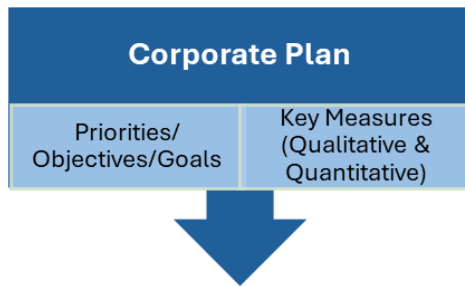 Corporate Plan
Priorities/
Objectives/Goals
Key Measures
(Qualitative &
Quantitative)